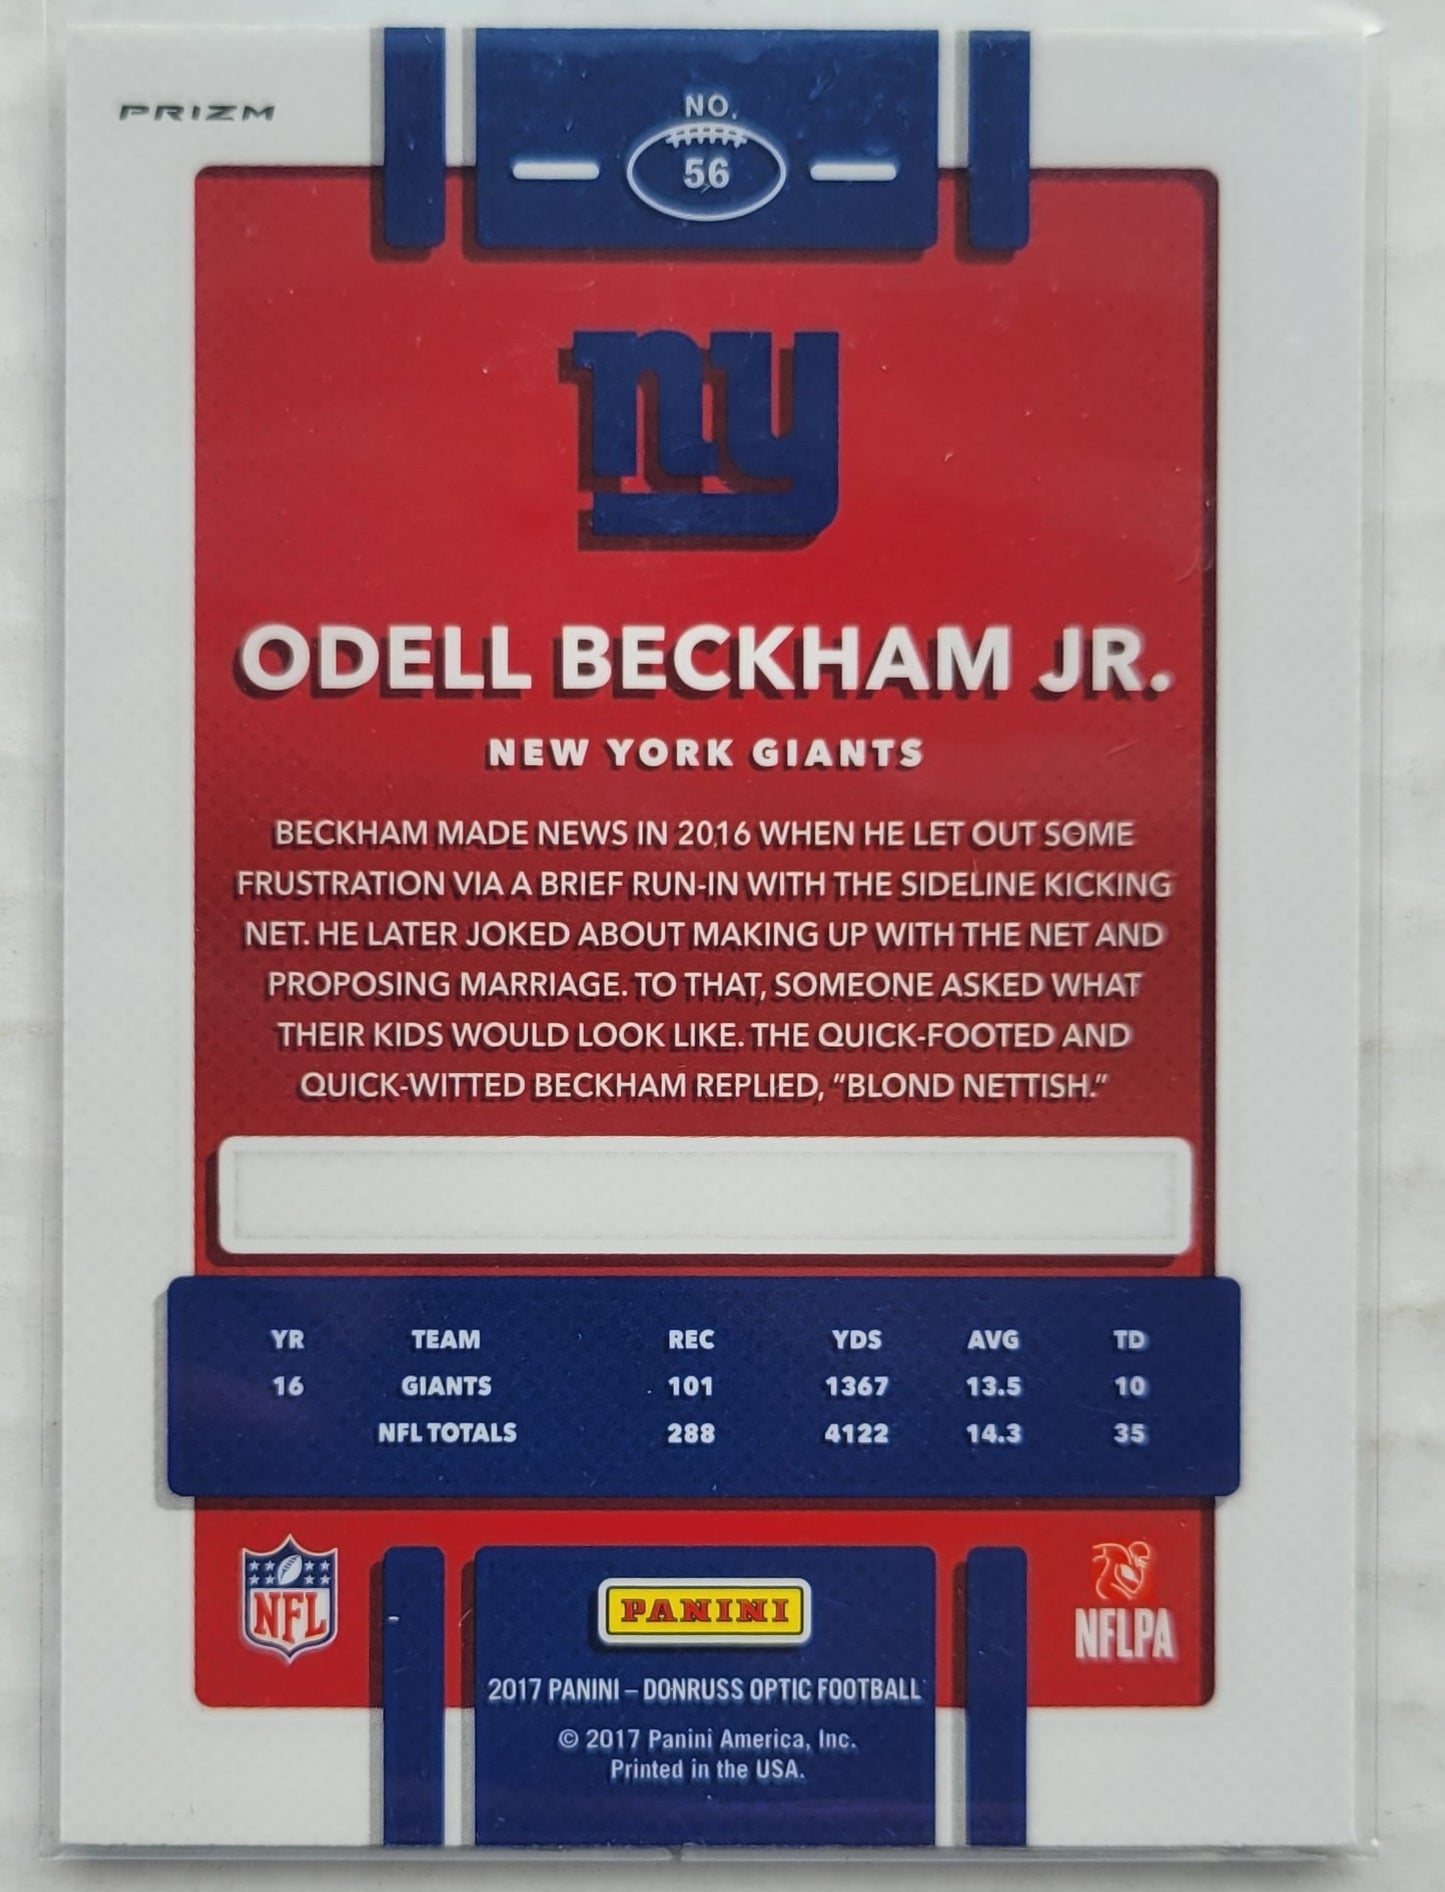 PRIZM
NO.
56
ny
ODELL BECKHAM JR.
NEW YORK GIANTS
BECKHAM MADE NEWS IN 2016 WHEN HE LET OUT SOME
FRUSTRATION VIA A BRIEF RUN-IN WITH THE SIDELINE KICKING
NET. HE LATER JOKED ABOUT MAKING UP WITH THE NET AND
PROPOSING MARRIAGE. TO THAT, SOMEONE ASKED WHAT
THEIR KIDS WOULD LOOK LIKE. THE QUICK-FOOTED AND
QUICK-WITTED BECKHAM REPLIED, “BLOND NETTISH.”
YR TEAM REC YDS AVG TD
16 GIANTS 101 1367 13.5 10
NFL TOTALS 288 4122 14.3 35
NFL
PANINI
NFLPA
2017 PANINI – DONRUSS OPTIC FOOTBALL
© 2017 Panini America, Inc.
Printed in the USA.